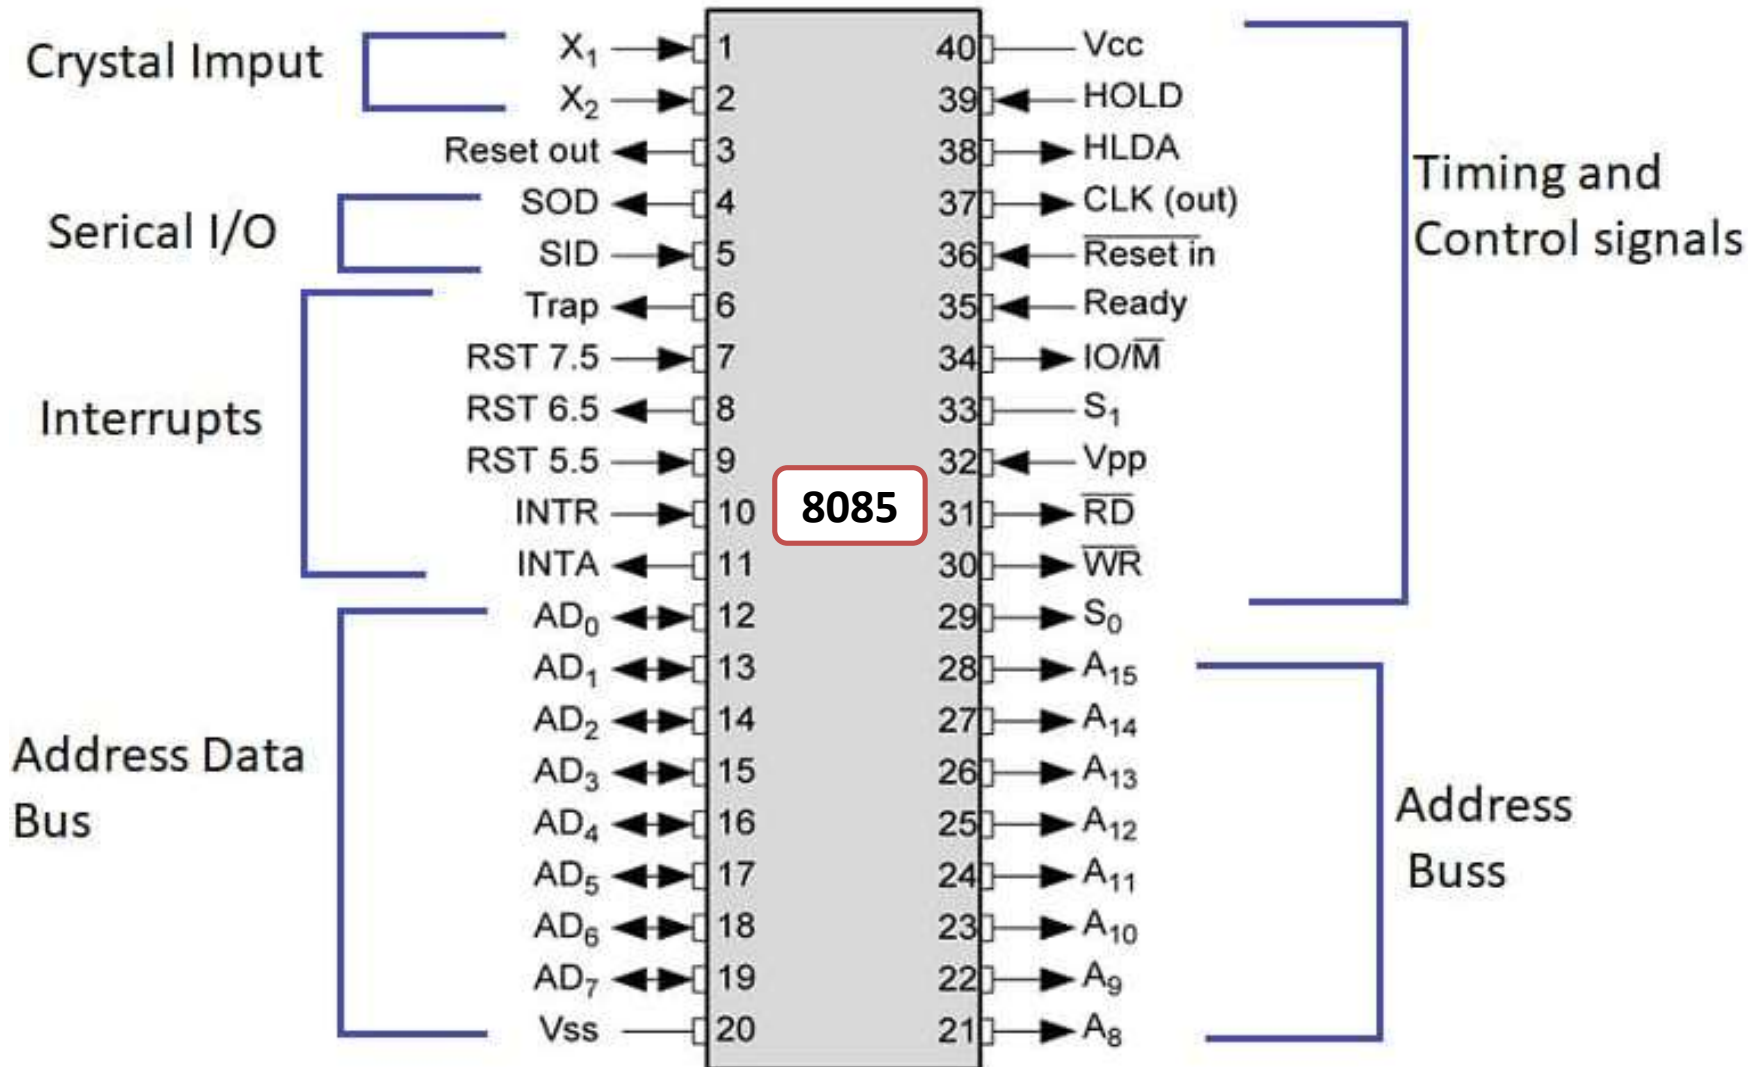 Crystal Imput
Serical I/O
Interrupts
Address Data
Bus
X1
X2
Reset out
SOD
SID
Trap
RST 7.5
RST 6.5
RST 5.5
INTR
INTA
AD0
AD1
AD2
AD3
AD4
AD5
AD6
AD7
Vss
1
2
3
4
5
6
7
8
9
10
11
12
13
14
15
16
17
18
19
20
8085
40
39
38
37
36
35
34
33
32
31
30
29
28
27
26
25
24
23
22
21
Vcc
HOLD
HLDA
CLK (out)
R̅e̅s̅e̅t̅ i̅n
Ready
IO/M̅
S1
Vpp
R̅D̅
W̅R̅
S0
A15
A14
A13
A12
A11
A10
A9
A8
Timing and
Control signals
Address
Buss